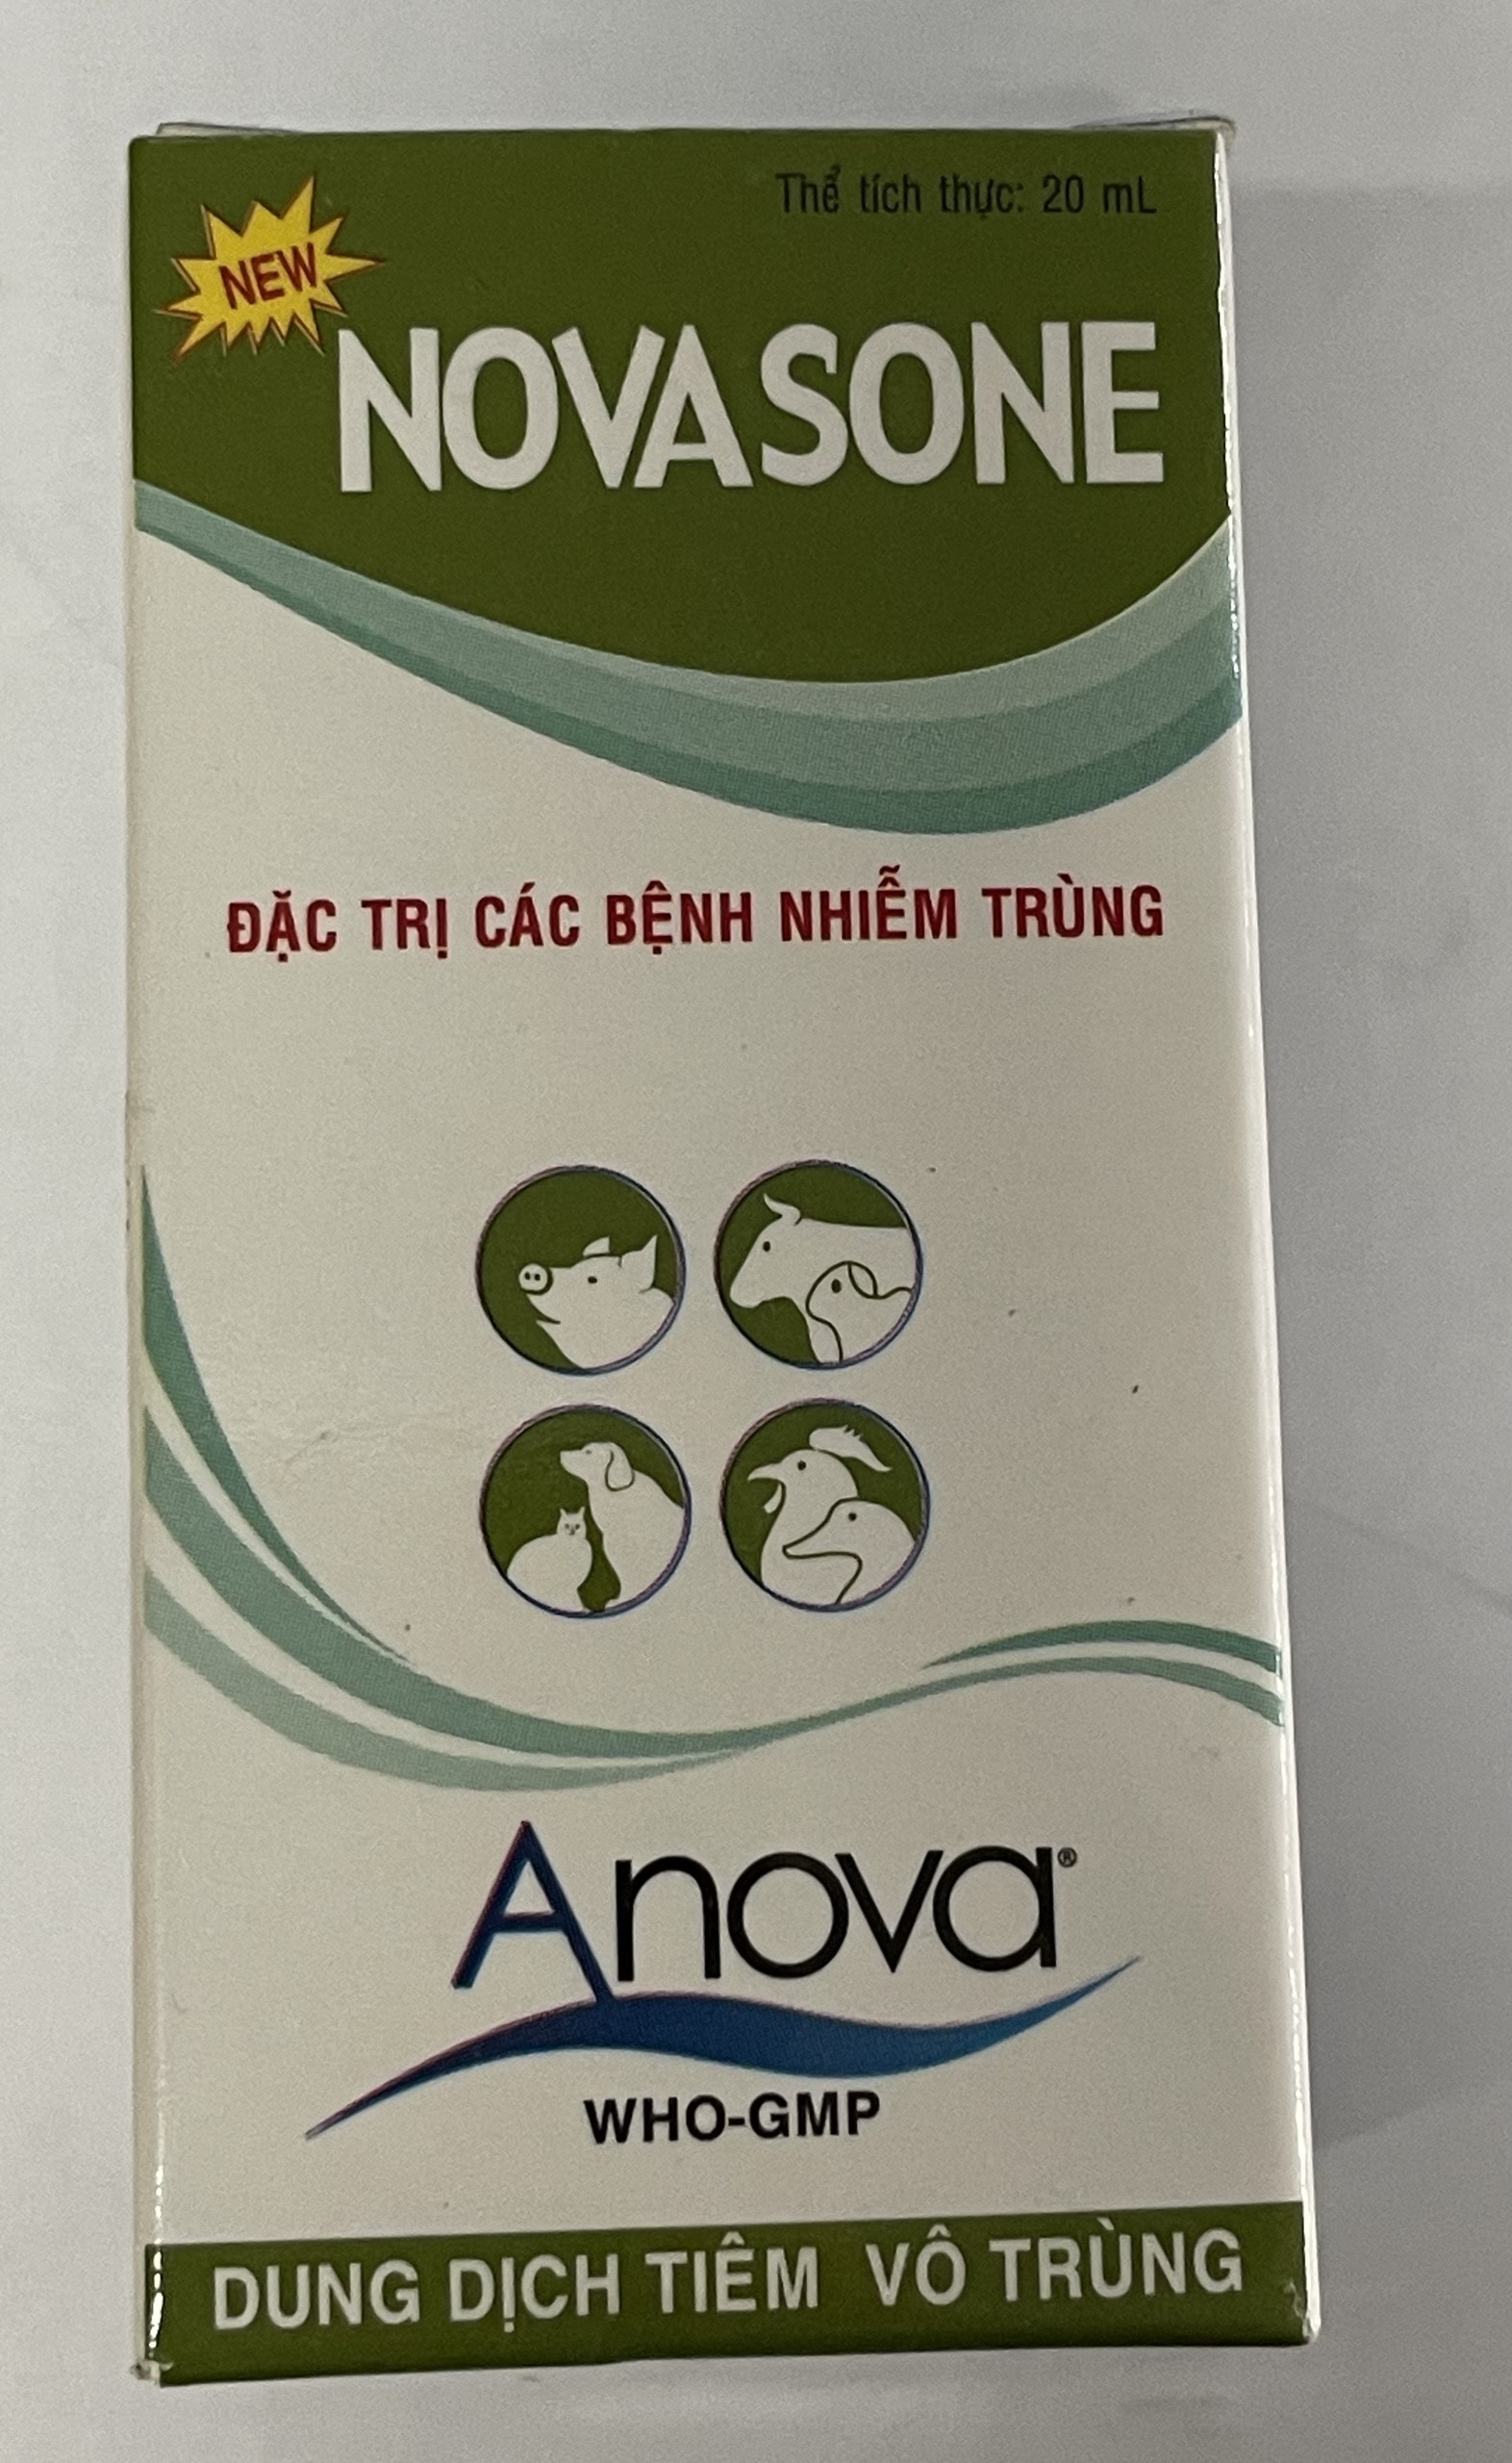 Thể tích thực: 20 mL
NEW
NOVASONE
ĐẶC TRỊ CÁC BỆNH NHIỄM TRÙNG
Anova®
WHO-GMP
DUNG DỊCH TIÊM VÔ TRÙNG